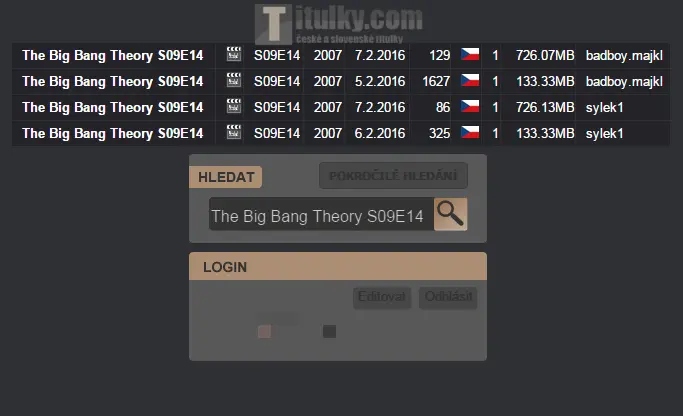 Titulky.com
české a slovenské titulky
The Big Bang Theory S09E14 S09E14 2007 7.2.2016 129 1 726.07MB badboy.majkl
The Big Bang Theory S09E14 S09E14 2007 5.2.2016 1627 1 133.33MB badboy.majkl
The Big Bang Theory S09E14 S09E14 2007 7.2.2016 86 1 726.13MB sylek1
The Big Bang Theory S09E14 S09E14 2007 6.2.2016 325 1 133.33MB sylek1
HLEDAT POKROČILÉ HLEDÁNÍ
The Big Bang Theory S09E14
LOGIN
Editovat Odhlásit